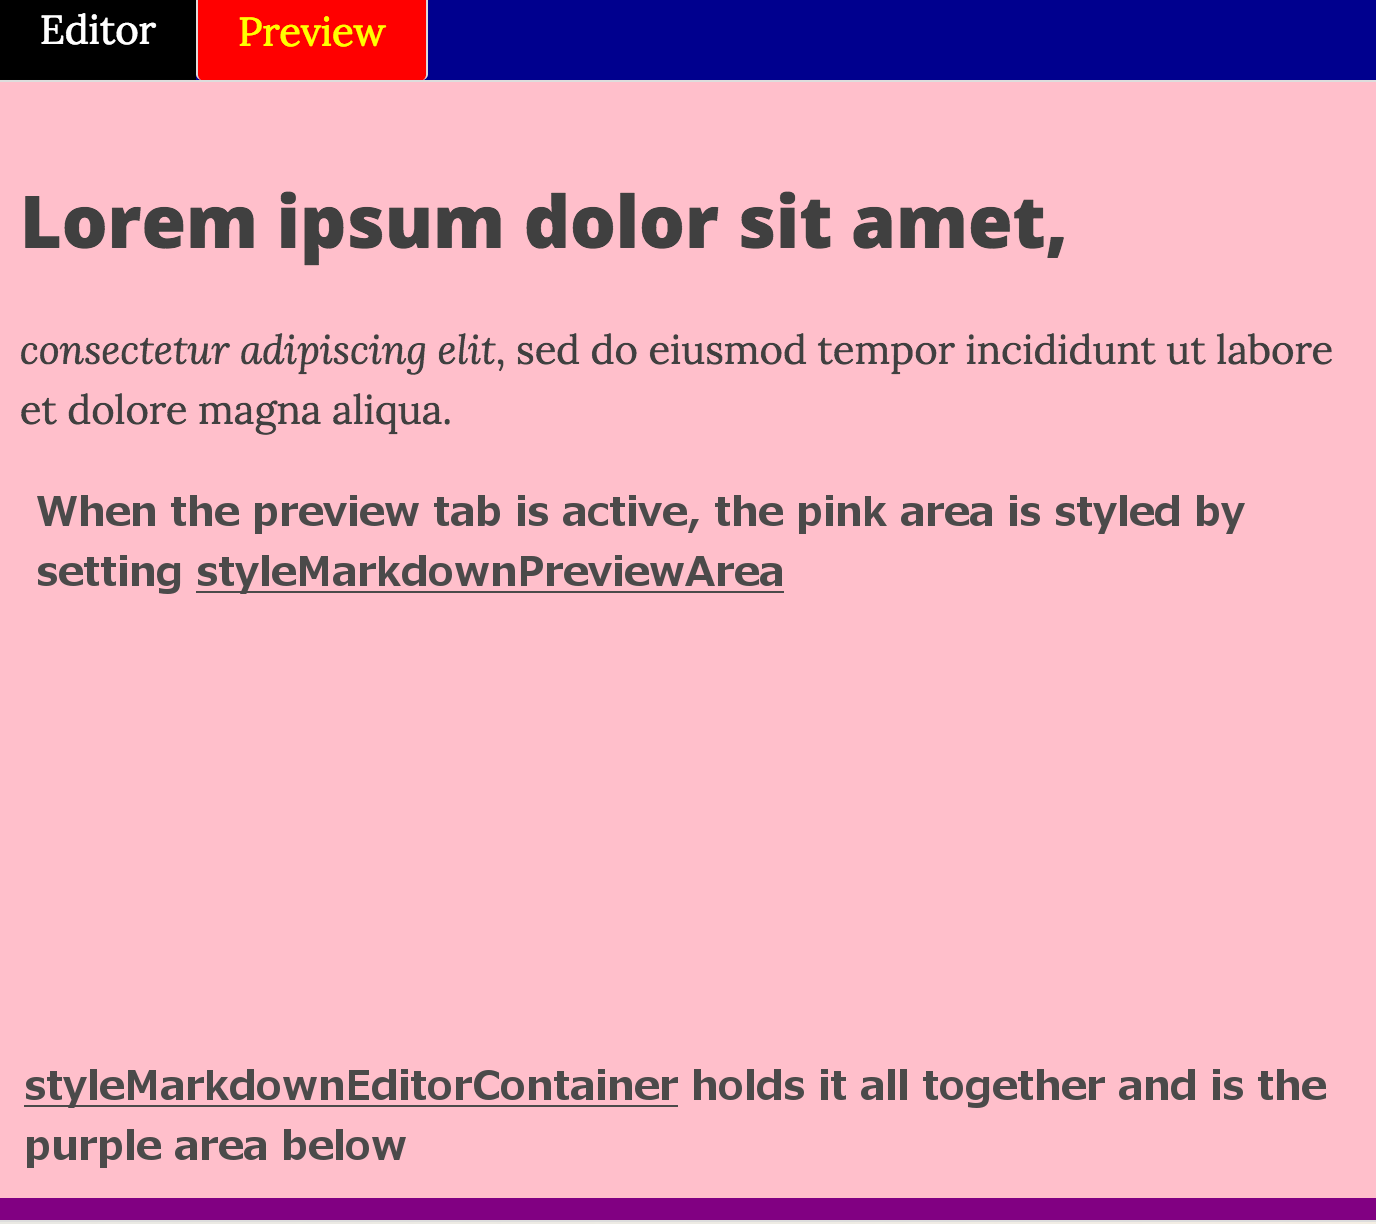 Editor Preview
Lorem ipsum dolor sit amet,
consectetur adipiscing elit, sed do eiusmod tempor incididunt ut labore
et dolore magna aliqua.
When the preview tab is active, the pink area is styled by
setting styleMarkdownPreviewArea
styleMarkdownEditorContainer holds it all together and is the
purple area below